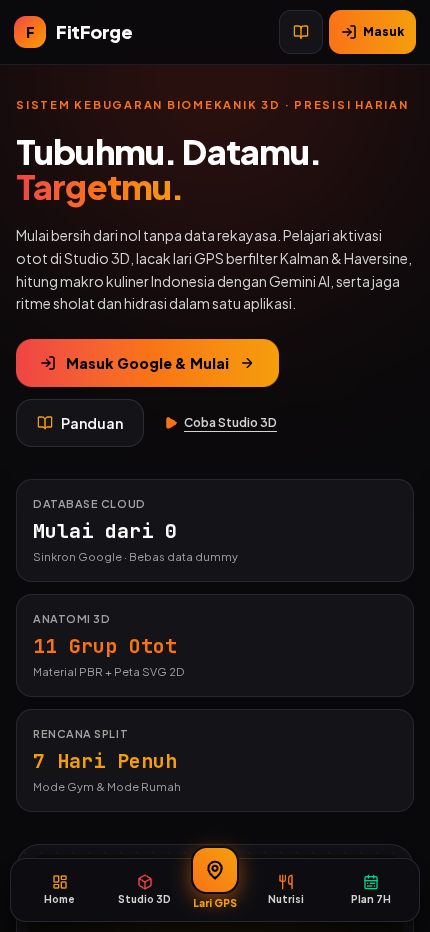 F FitForge Masuk
SISTEM KEBUGARAN BIOMEKANIK 3D · PRESISI HARIAN
Tubuhmu. Datamu.
Targetmu.
Mulai bersih dari nol tanpa data rekayasa. Pelajari aktivasi
otot di Studio 3D, lacak lari GPS berfilter Kalman & Haversine,
hitung makro kuliner Indonesia dengan Gemini AI, serta jaga
ritme sholat dan hidrasi dalam satu aplikasi.
Masuk Google & Mulai
Panduan Coba Studio 3D
DATABASE CLOUD
Mulai dari 0
Sinkron Google · Bebas data dummy
ANATOMI 3D
11 Grup Otot
Material PBR + Peta SVG 2D
RENCANA SPLIT
7 Hari Penuh
Mode Gym & Mode Rumah
Home Studio 3D Lari GPS Nutrisi Plan 7H